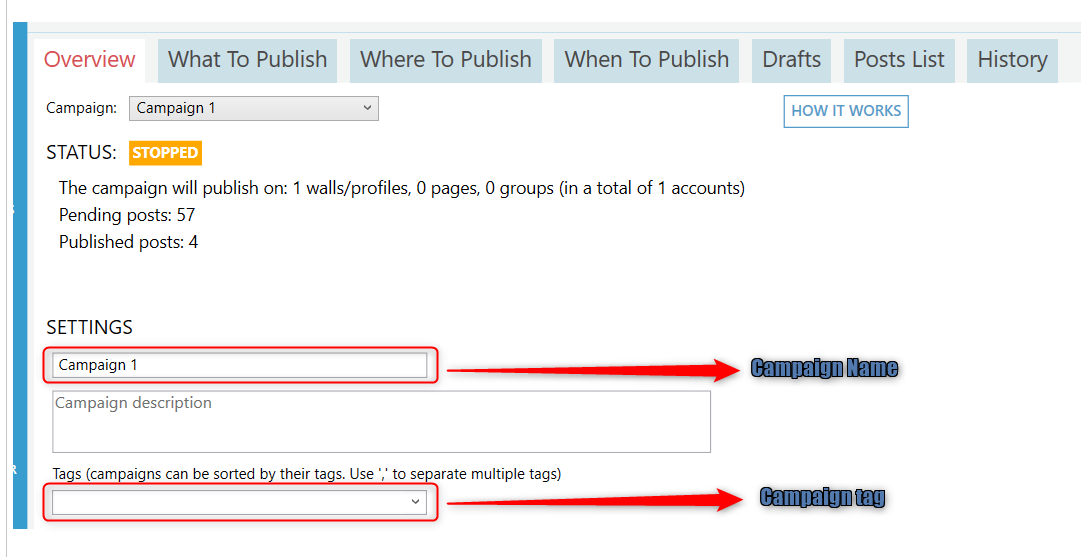 Overview What To Publish Where To Publish When To Publish Drafts Posts List History
Campaign: Campaign 1 HOW IT WORKS
STATUS: STOPPED
The campaign will publish on: 1 walls/profiles, 0 pages, 0 groups (in a total of 1 accounts)
Pending posts: 57
Published posts: 4
SETTINGS
Campaign 1 Campaign Name
Campaign description
Tags (campaigns can be sorted by their tags. Use ',' to separate multiple tags)
Campaign tag